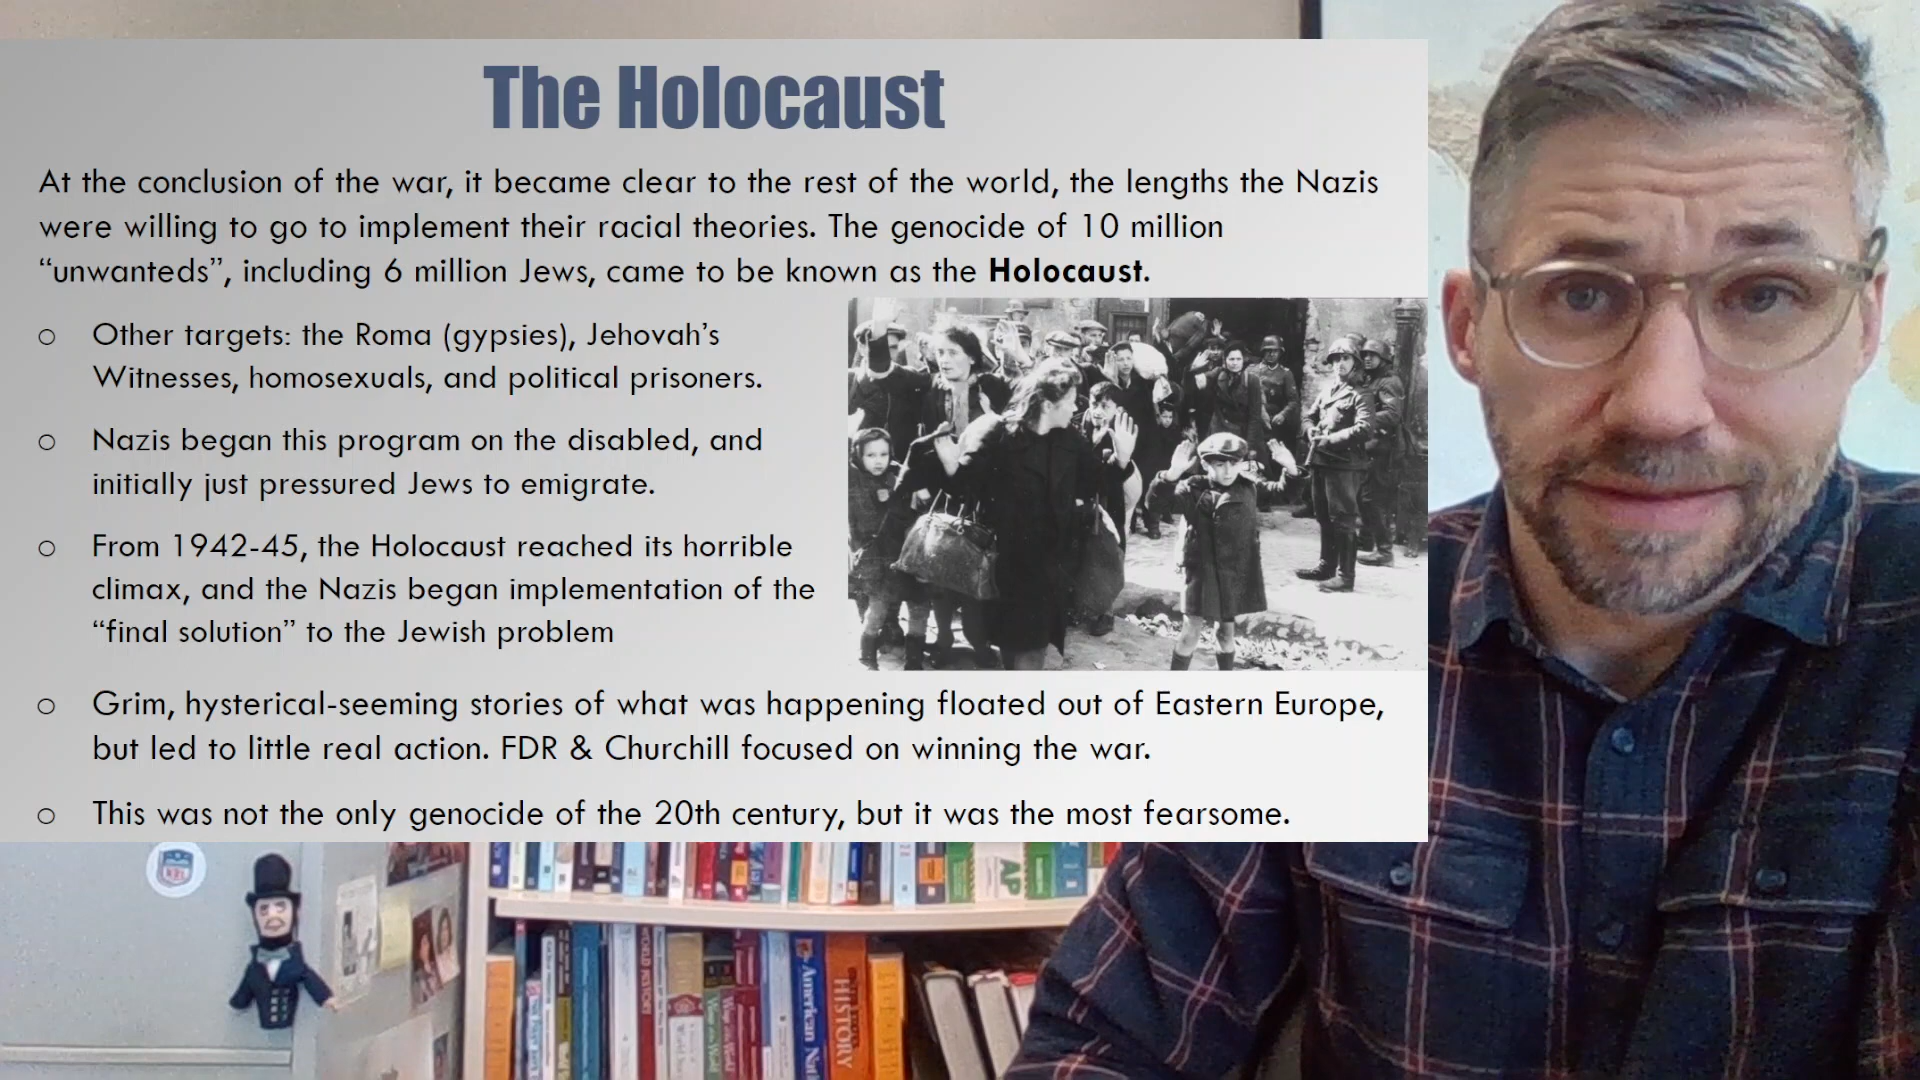 The Holocaust
At the conclusion of the war, it became clear to the rest of the world, the lengths the Nazis
were willing to go to implement their racial theories. The genocide of 10 million
“unwanteds”, including 6 million Jews, came to be known as the Holocaust.
Other targets: the Roma (gypsies), Jehovah’s
Witnesses, homosexuals, and political prisoners.
Nazis began this program on the disabled, and
initially just pressured Jews to emigrate.
From 1942-45, the Holocaust reached its horrible
climax, and the Nazis began implementation of the
“final solution” to the Jewish problem
Grim, hysterical-seeming stories of what was happening floated out of Eastern Europe,
but led to little real action. FDR & Churchill focused on winning the war.
This was not the only genocide of the 20th century, but it was the most fearsome.
AP
WORLD HISTORY
American
HISTORY